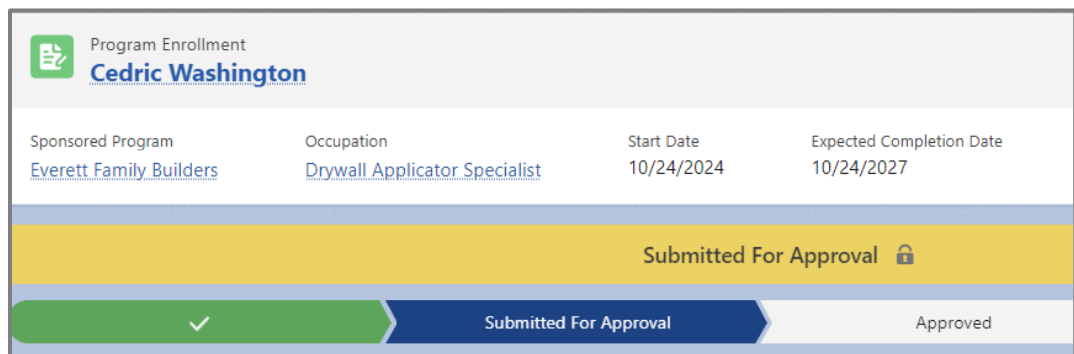 Program Enrollment
Cedric Washington
Sponsored Program
Occupation
Start Date
Expected Completion Date
Everett Family Builders
Drywall Applicator Specialist
10/24/2024
10/24/2027
Submitted For Approval
Submitted For Approval
Approved